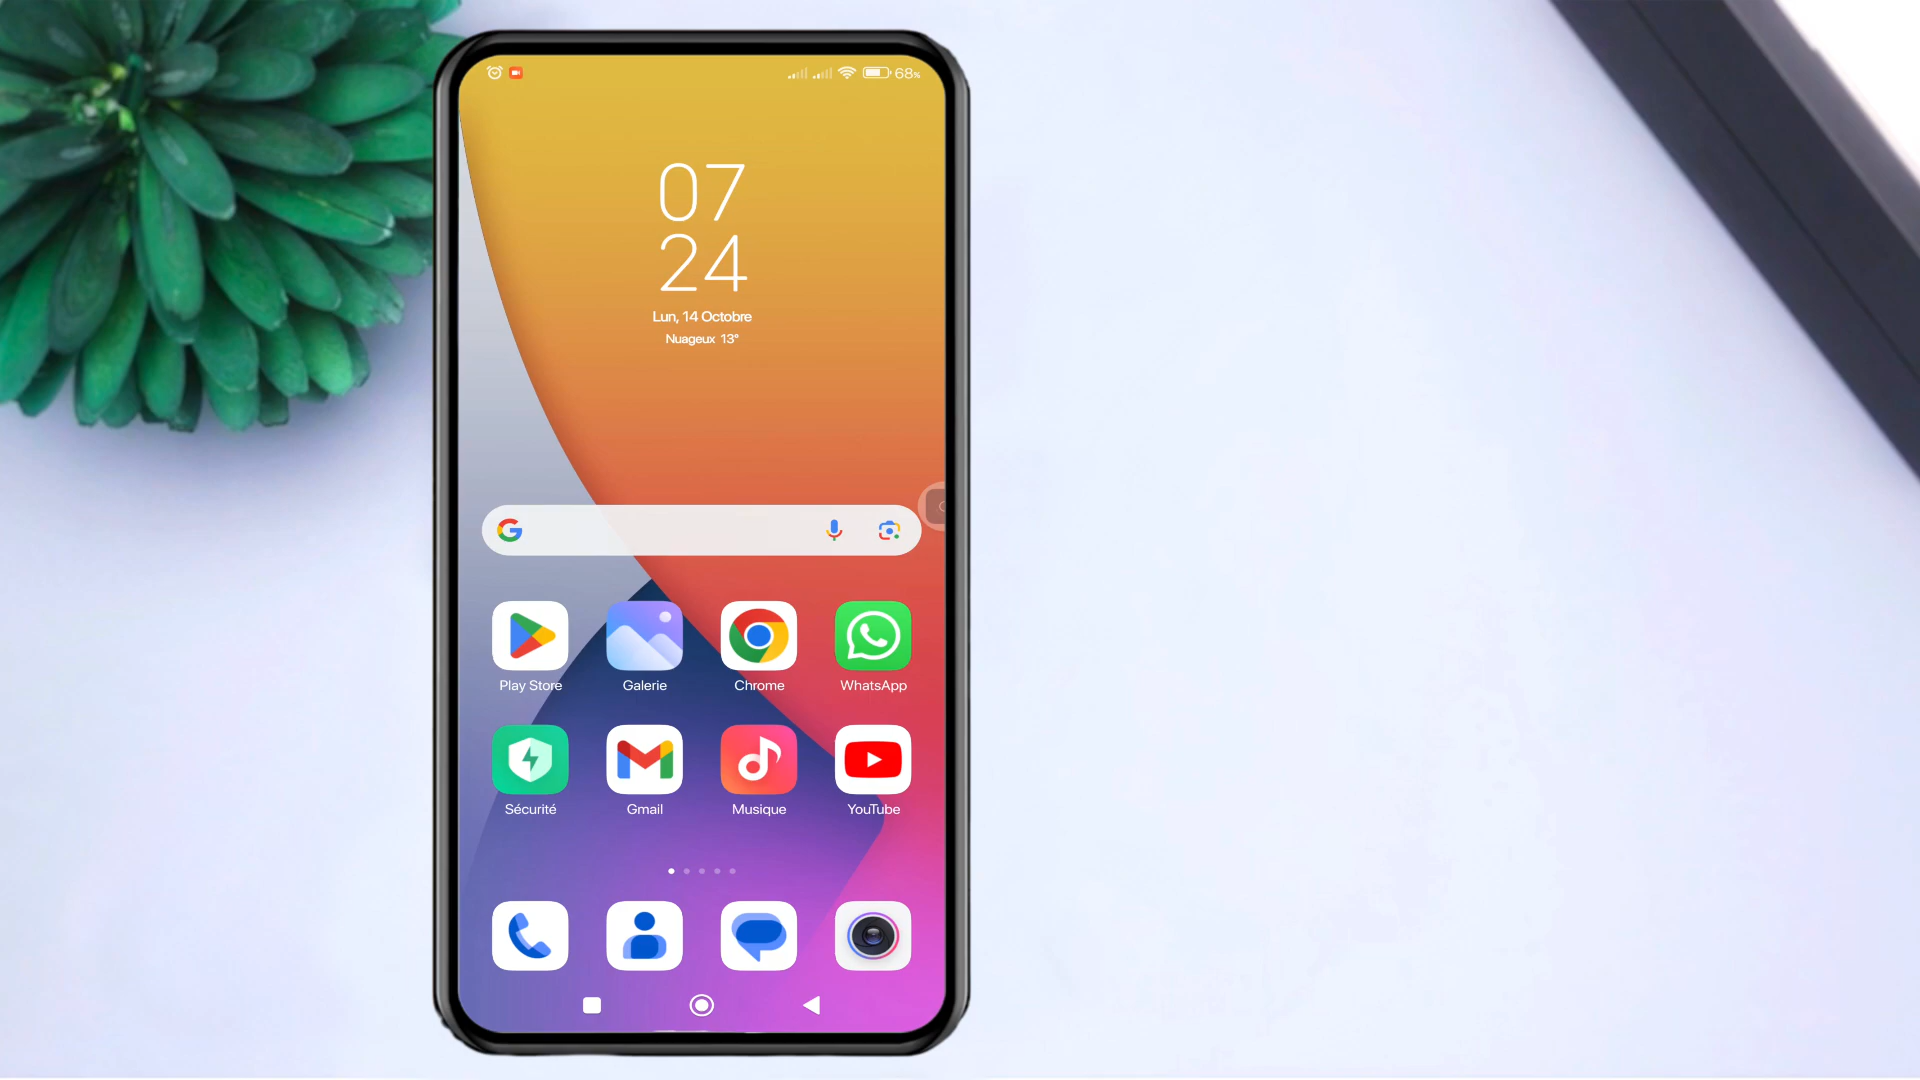 68%
07
24
Lun, 14 Octobre
Nuageux 13°
Play Store
Galerie
Chrome
WhatsApp
Sécurité
Gmail
Musique
YouTube